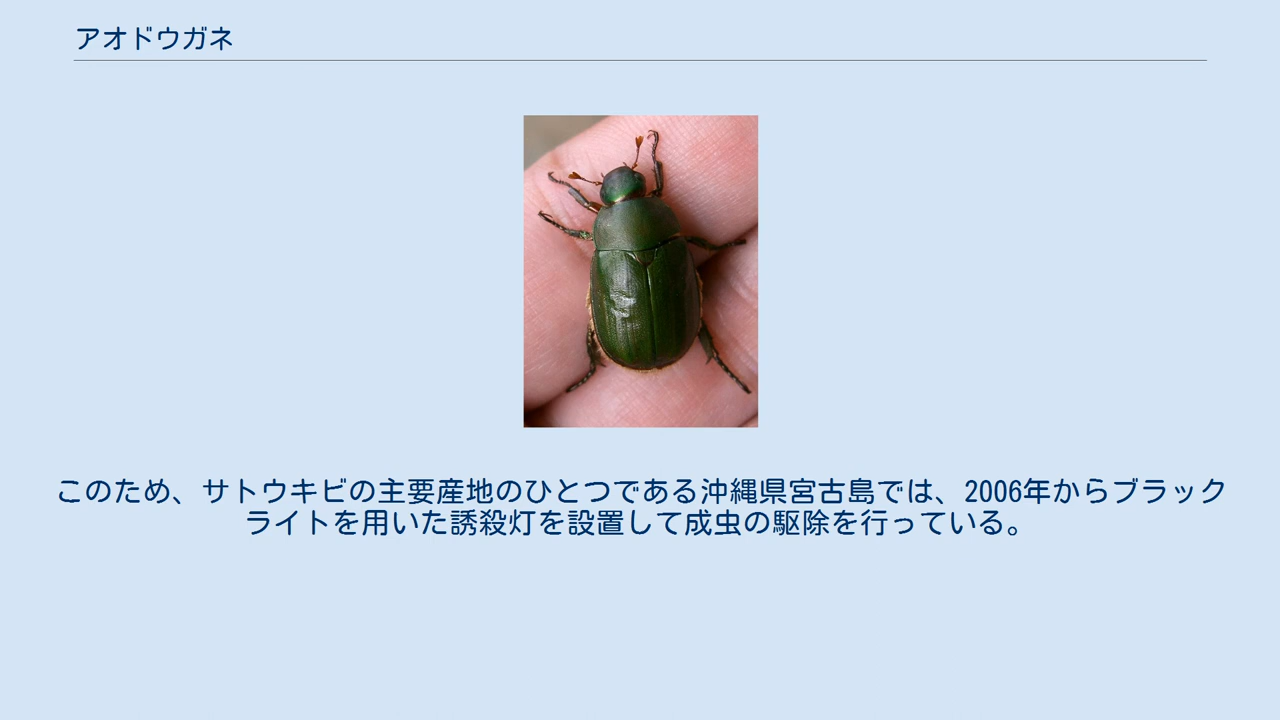 アオドウガネ
このため、サトウキビの主要産地のひとつである沖縄県宮古島では、2006年からブラック
ライトを用いた誘殺灯を設置して成虫の駆除を行っている。